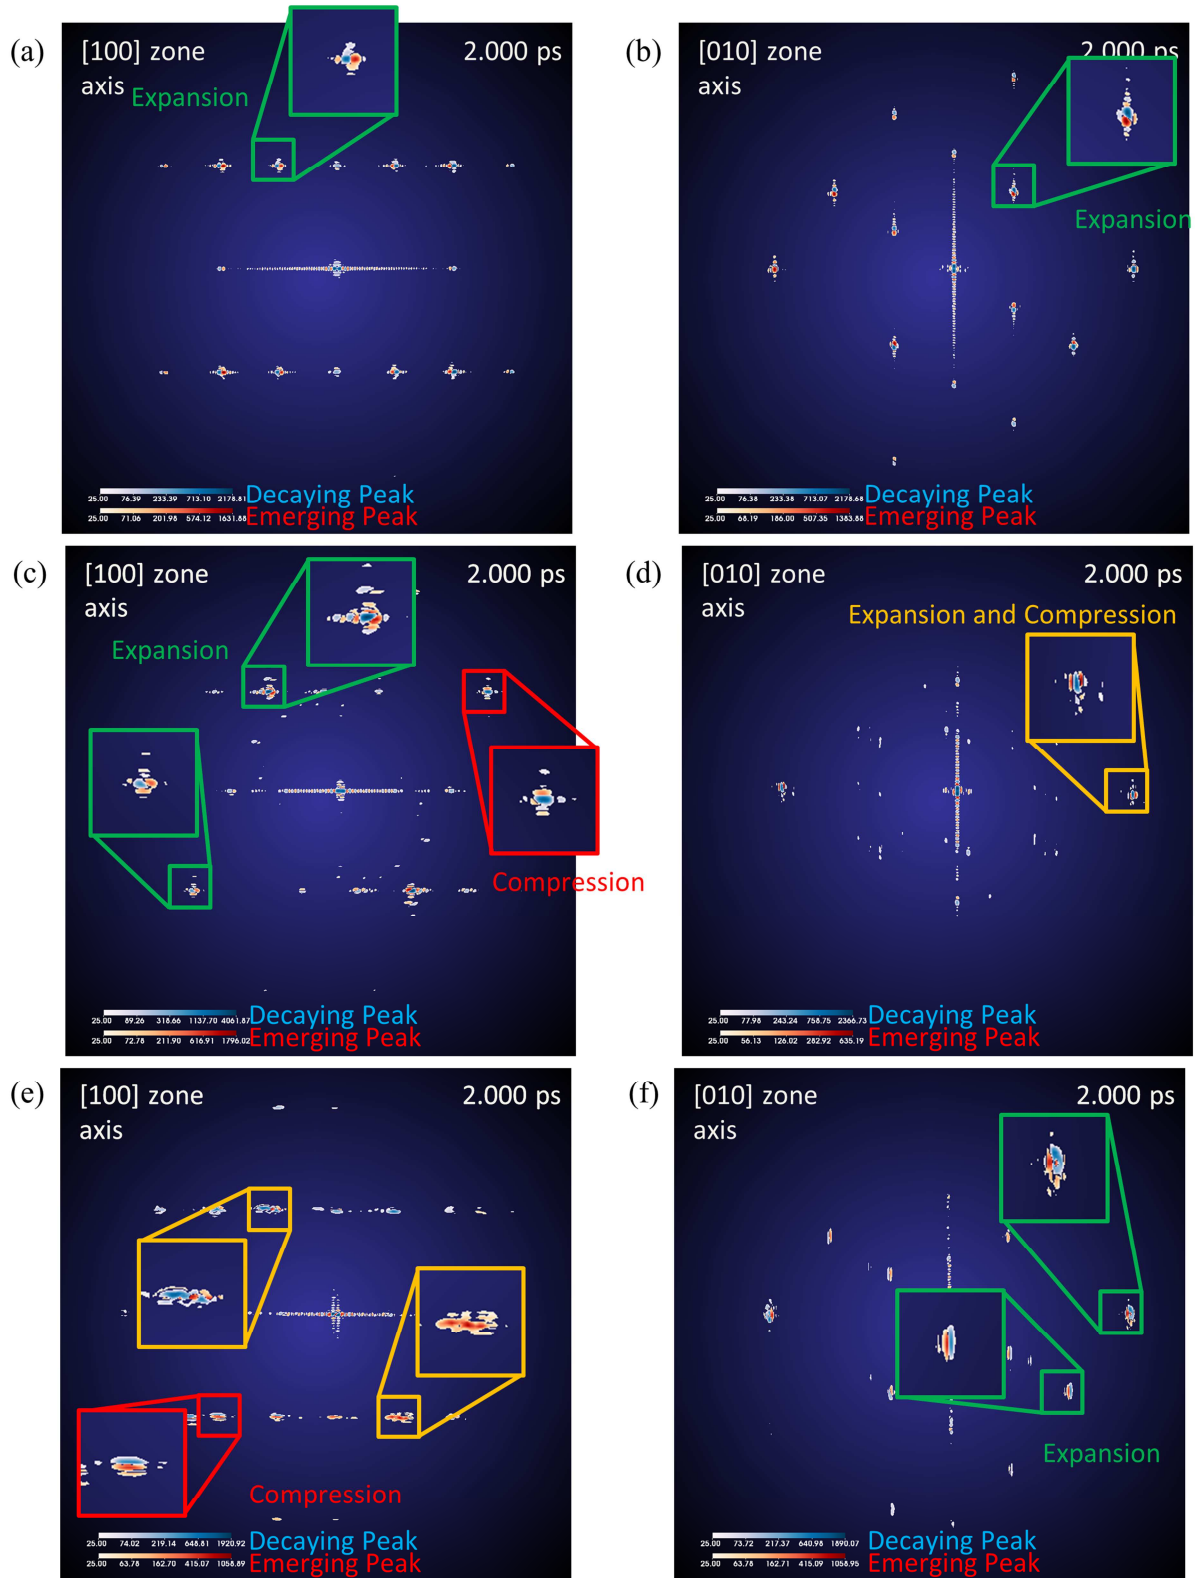 (a)
[100] zone
axis
2.000 ps
Expansion
25.00 76.39 233.39 713.10 2178.81
Decaying Peak
25.00 71.06 201.98 574.12 1631.88
Emerging Peak
(b)
[010] zone
axis
2.000 ps
Expansion
25.00 76.38 233.38 713.07 2178.68
Decaying Peak
25.00 68.19 186.00 507.35 1383.88
Emerging Peak
(c)
[100] zone
axis
2.000 ps
Expansion
Compression
25.00 89.26 318.66 1137.70 4061.87
Decaying Peak
25.00 72.78 211.90 616.91 1796.02
Emerging Peak
(d)
[010] zone
axis
2.000 ps
Expansion and Compression
25.00 77.98 243.24 758.75 2366.73
Decaying Peak
25.00 56.13 126.02 282.92 635.19
Emerging Peak
(e)
[100] zone
axis
2.000 ps
Compression
25.00 74.02 219.14 648.81 1920.92
Decaying Peak
25.00 63.78 162.70 415.07 1058.89
Emerging Peak
(f)
[010] zone
axis
2.000 ps
Expansion
25.00 73.72 217.37 640.98 1890.07
Decaying Peak
25.00 63.78 162.71 415.09 1058.95
Emerging Peak